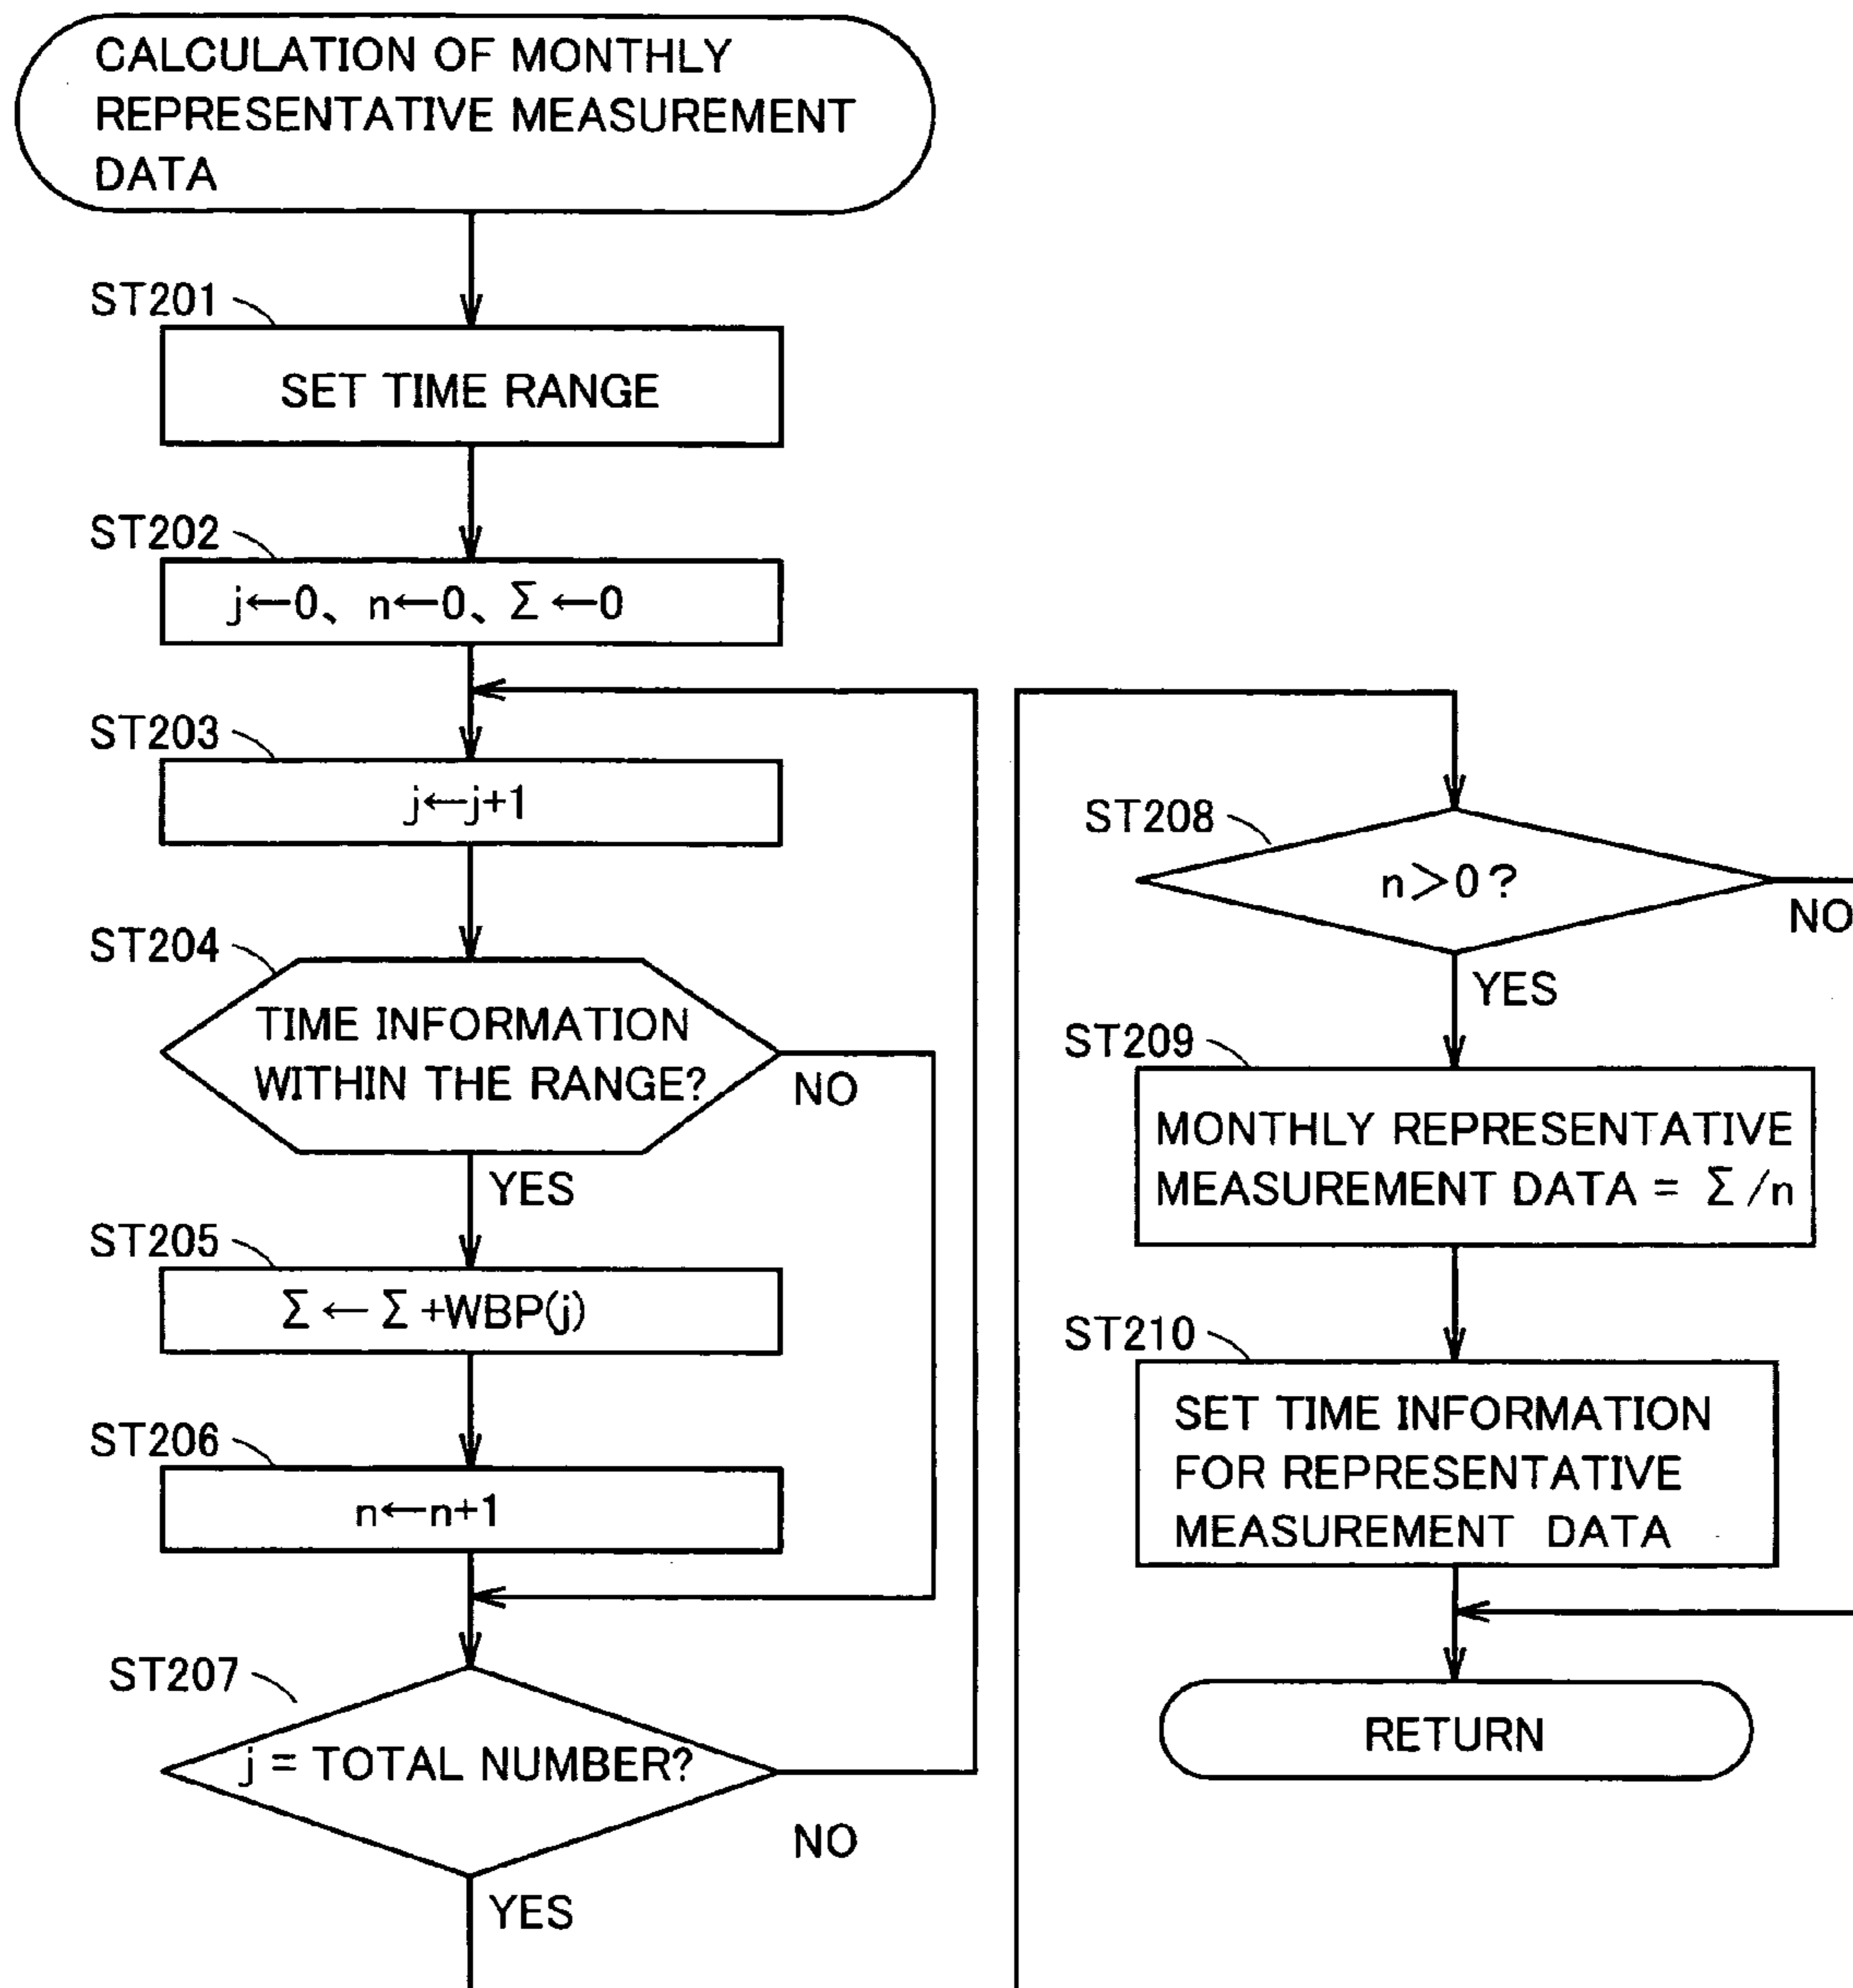 CALCULATION OF MONTHLY
REPRESENTATIVE MEASUREMENT
DATA
ST201
SET TIME RANGE
ST202
j←0、n←0、Σ←0
ST203
j←j+1
ST204
TIME INFORMATION
WITHIN THE RANGE?
NO
YES
ST205
Σ←Σ+WBP(j)
ST206
n←n+1
ST207
j = TOTAL NUMBER?
NO
YES
ST208
n>0?
NO
YES
ST209
MONTHLY REPRESENTATIVE
MEASUREMENT DATA = Σ/n
ST210
SET TIME INFORMATION
FOR REPRESENTATIVE
MEASUREMENT DATA
RETURN